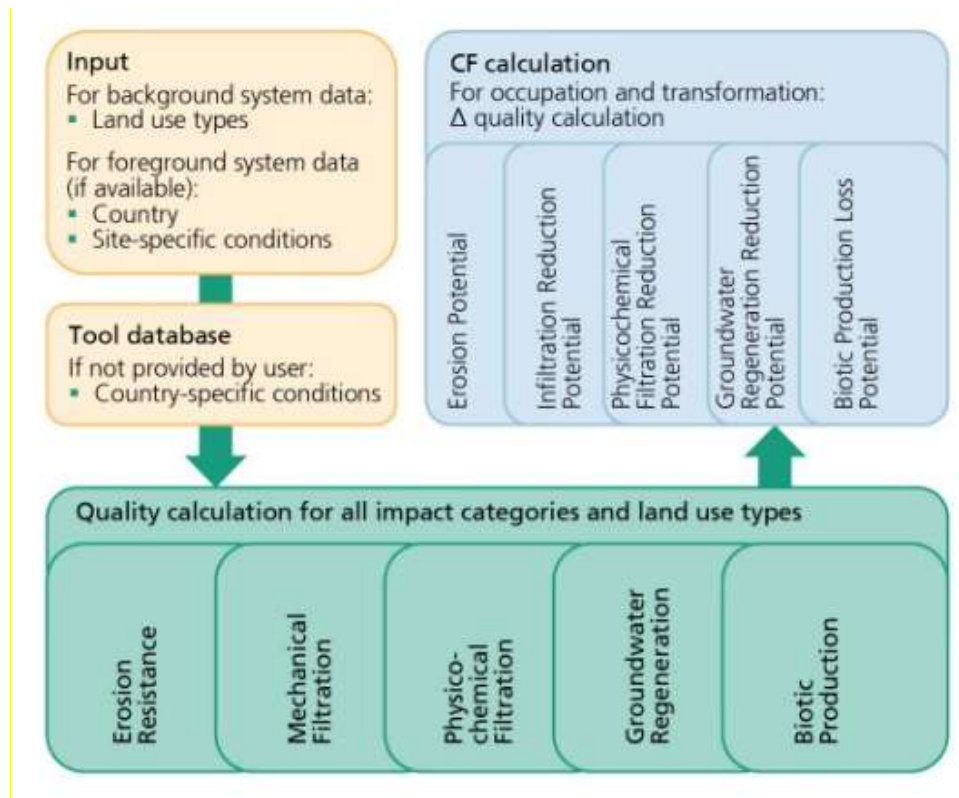 Input
For background system data:
▪ Land use types
For foreground system data
(if available):
▪ Country
▪ Site-specific conditions
Tool database
If not provided by user:
▪ Country-specific conditions
CF calculation
For occupation and transformation:
Δ quality calculation
Erosion Potential
Infiltration Reduction
Potential
Physicochemical
Filtration Reduction
Potential
Groundwater
Regeneration Reduction
Potential
Biotic Production Loss
Potential
Quality calculation for all impact categories and land use types
Erosion
Resistance
Mechanical
Filtration
Physico-
chemical
Filtration
Groundwater
Regeneration
Biotic
Production